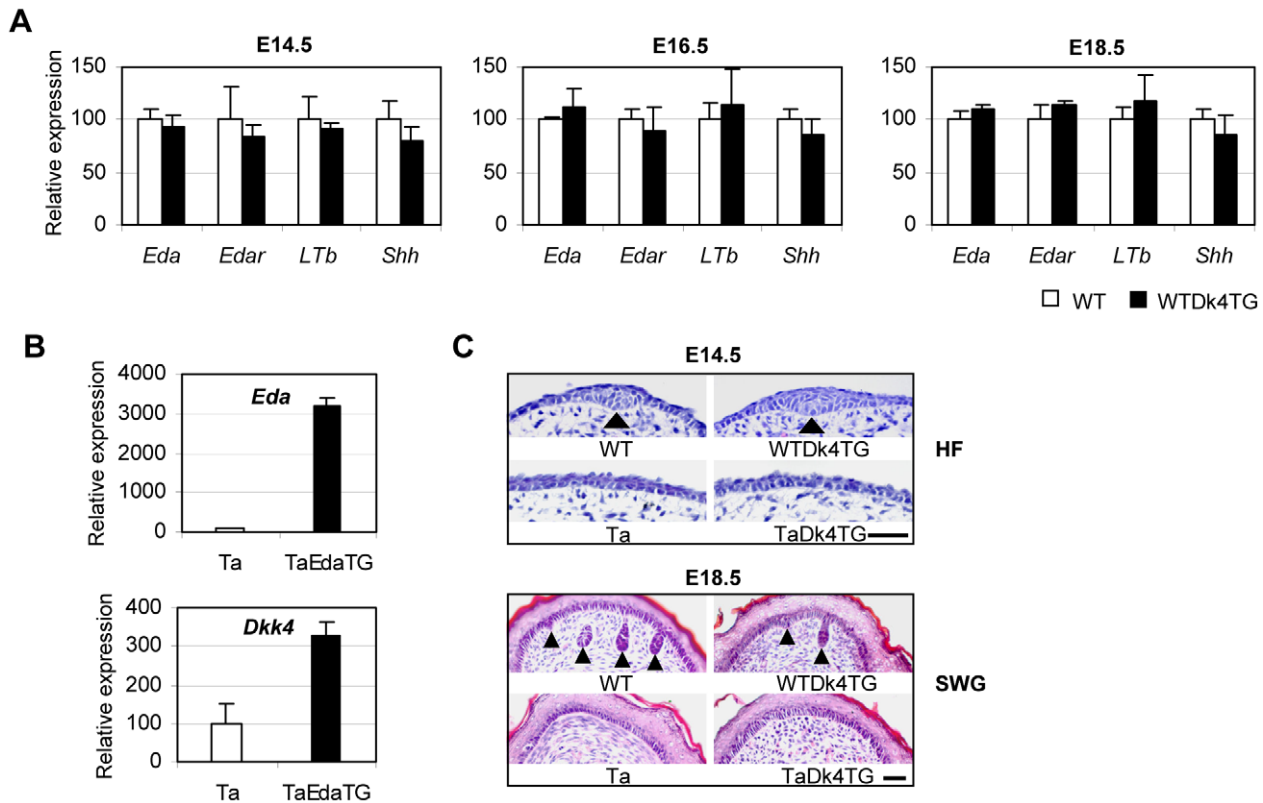 A
E14.5
E16.5
E18.5
Relative expression
150
100
50
0
Eda Edar LTb Shh
150
100
50
0
Eda Edar LTb Shh
150
100
50
0
Eda Edar LTb Shh
WT WTDk4TG
B
Relative expression
4000
3000
2000
1000
0
Eda
Ta TaEdaTG
Relative expression
400
300
200
100
0
Dkk4
Ta TaEdaTG
C
E14.5
WT WTDk4TG
HF
Ta TaDk4TG
E18.5
WT WTDk4TG
SWG
Ta TaDk4TG